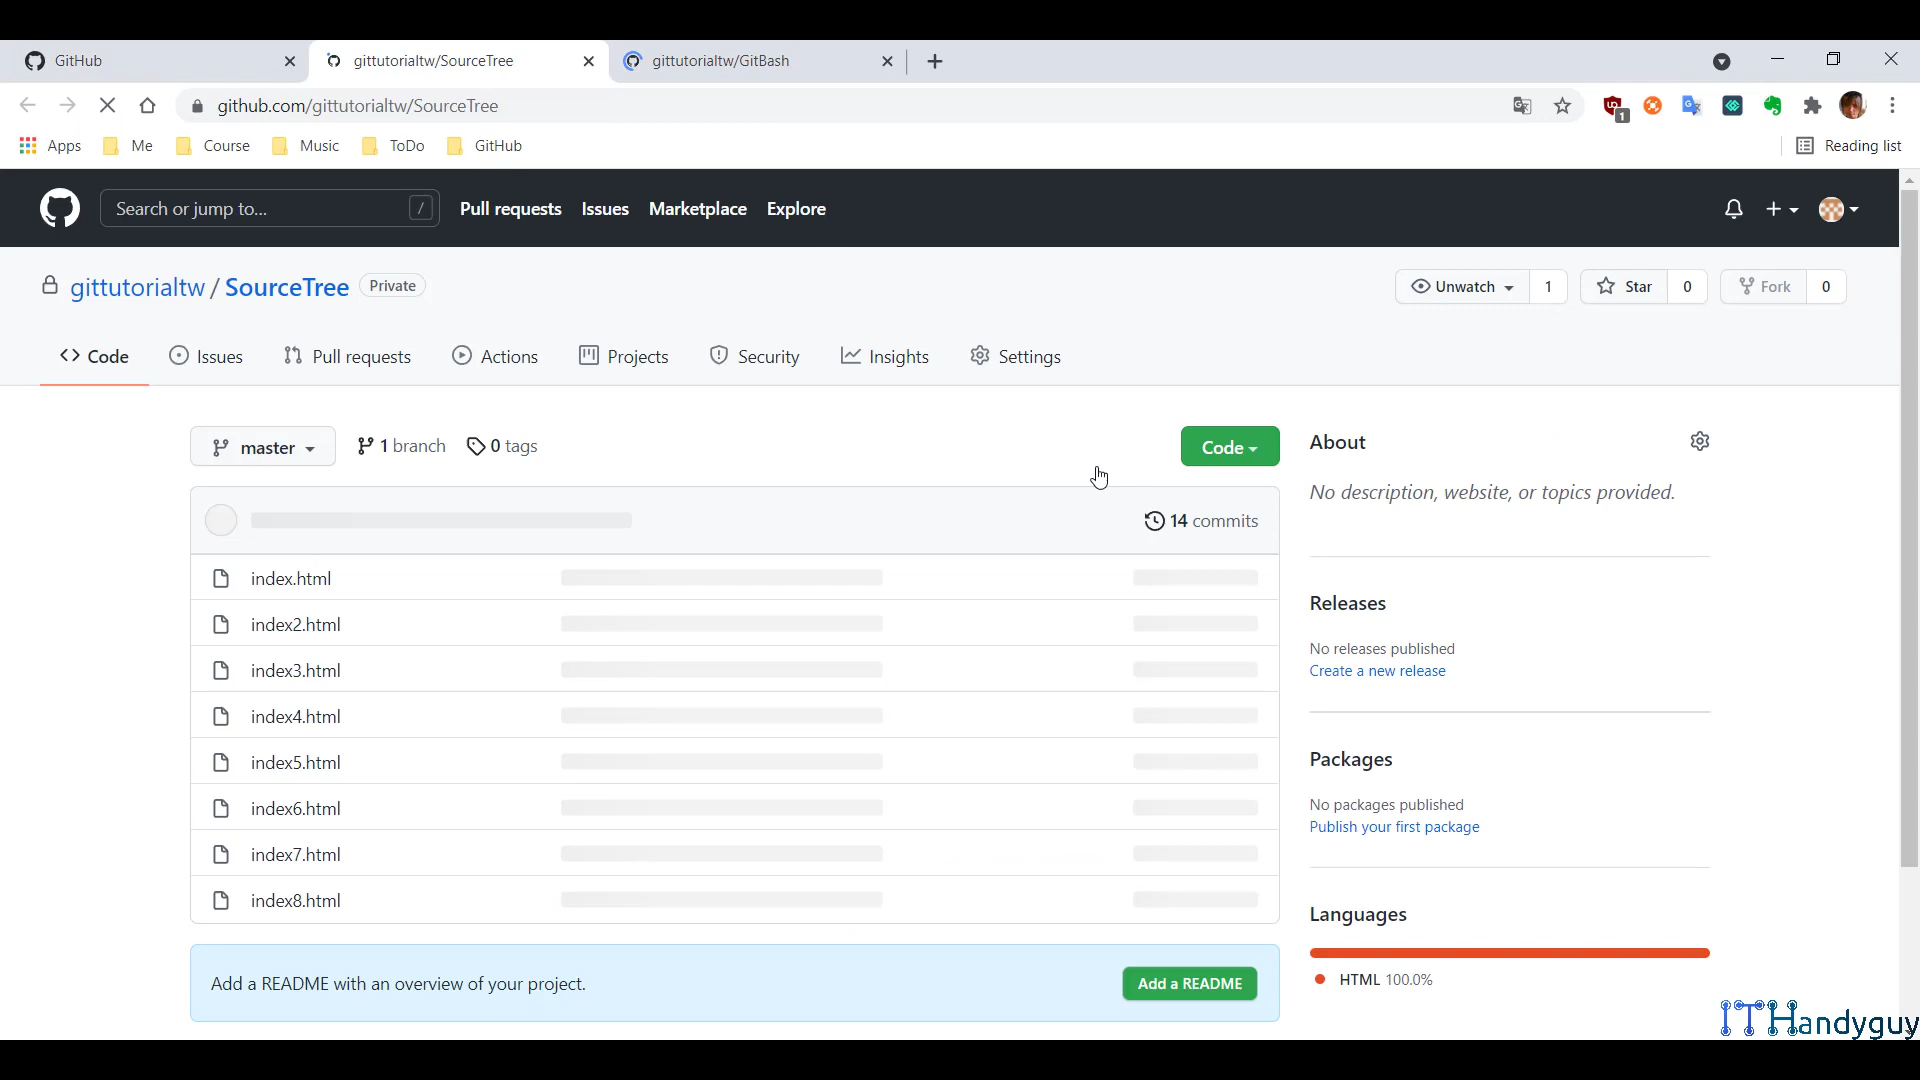 GitHub gittutorialtw/SourceTree gittutorialtw/GitBash
github.com/gittutorialtw/SourceTree 1
Apps Me Course Music ToDo GitHub Reading list
Search or jump to... / Pull requests Issues Marketplace Explore
gittutorialtw / SourceTree Private Unwatch 1 Star 0 Fork 0
Code Issues Pull requests Actions Projects Security Insights Settings
master 1 branch 0 tags Code
14 commits
index.html
index2.html
index3.html
index4.html
index5.html
index6.html
index7.html
index8.html
Add a README with an overview of your project. Add a README
About
No description, website, or topics provided.
Releases
No releases published
Create a new release
Packages
No packages published
Publish your first package
Languages
HTML 100.0%
ITHandyguy